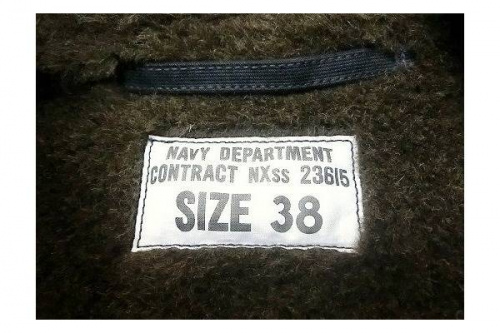 NAVY DEPARTMENT
CONTRACT NXss 23615
SIZE 38